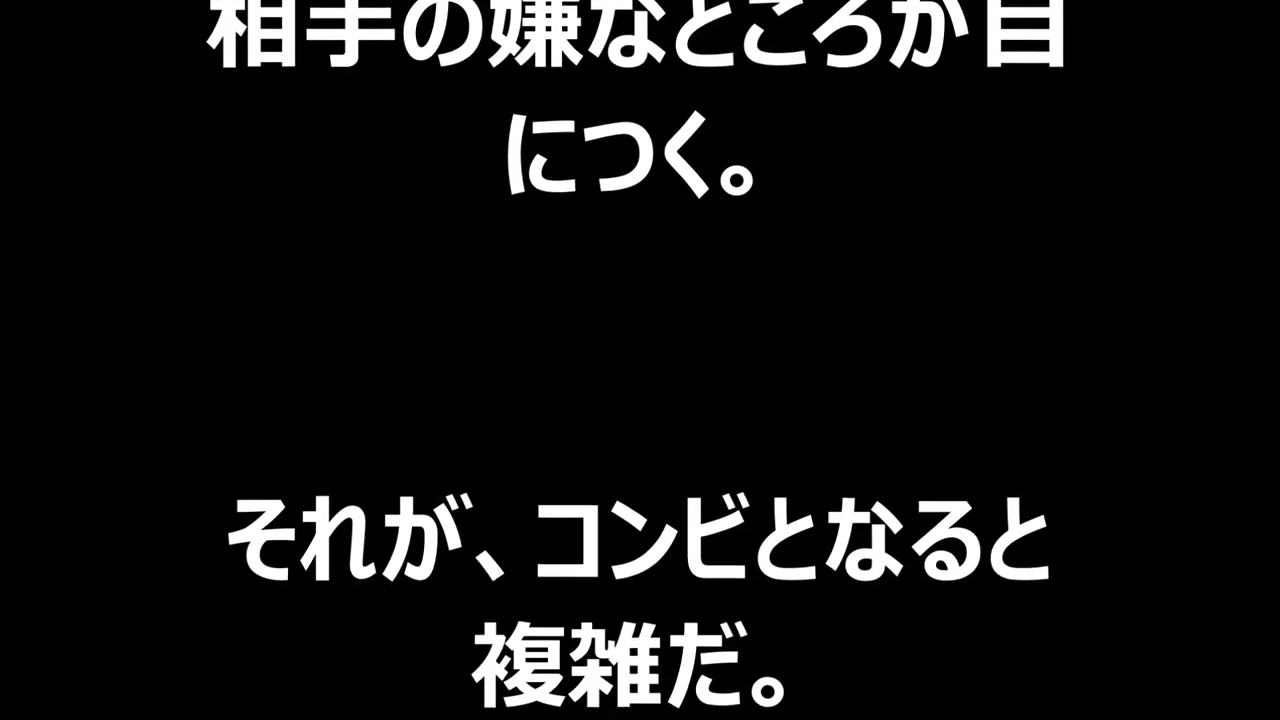 相手の嫌なところが目
につく。
それが、コンビとなると
複雑だ。